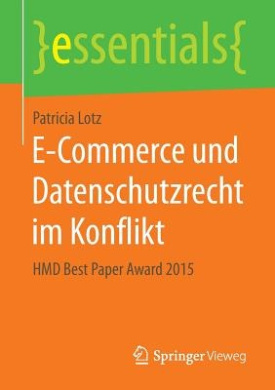 }essentials{
Patricia Lotz
E-Commerce und
Datenschutzrecht
im Konflikt
HMD Best Paper Award 2015
Springer Vieweg